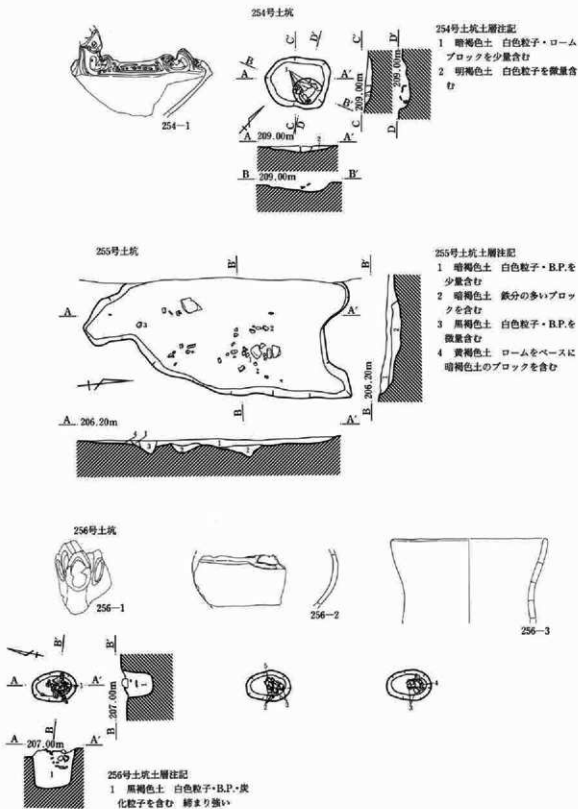 254号土坑
254―1
C
C′
D
D′
A
A′
B
B′
209.00m
209.00m
A 209.00m A′
B 209.00m B′
254号土坑土層注記
1 暗褐色土 白色粒子・ローム
ブロックを少量含む
2 明褐色土 白色粒子を微量含
む
255号土坑
A
A′
B
B′
206.20m
A 206.20m A′
255号土坑土層注記
1 暗褐色土 白色粒子・B.P.を
少量含む
2 暗褐色土 鉄分の多いブロッ
クを含む
3 黒褐色土 白色粒子・B.P.を
微量含む
4 黄褐色土 ロームをベースに
暗褐色土のブロックを含む
256号土坑
256―1
256―2
256―3
A
A′
B
B′
207.00m
A 207.00m A′
1
256号土坑土層注記
1 黒褐色土 白色粒子・B.P.・炭
化粒子を含む 締まり強い